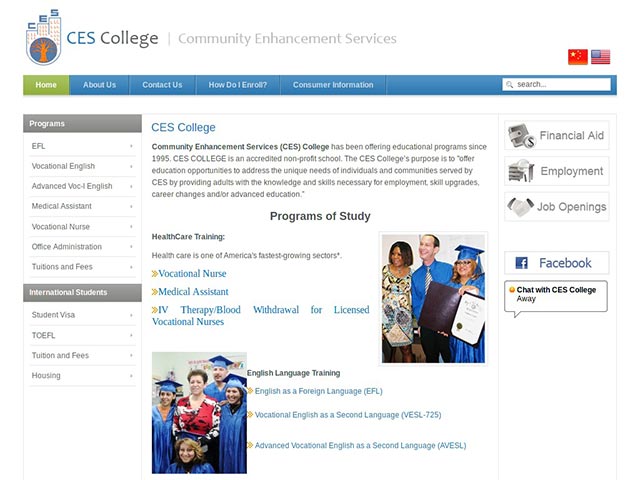 CES
CES College | Community Enhancement Services
Home
About Us
Contact Us
How Do I Enroll?
Consumer Information
search...
Programs
EFL
Vocational English
Advanced Voc-l English
Medical Assistant
Vocational Nurse
Office Administration
Tuitions and Fees
International Students
Student Visa
TOEFL
Tuition and Fees
Housing
CES College
Community Enhancement Services (CES) College has been offering educational programs since
1995. CES COLLEGE is an accredited non-profit school. The CES College's purpose is to "offer
education opportunities to address the unique needs of individuals and communities served by
CES by providing adults with the knowledge and skills necessary for employment, skill upgrades,
career changes and/or advanced education."
Programs of Study
HealthCare Training:
Health care is one of America's fastest-growing sectors*.
Vocational Nurse
Medical Assistant
IV Therapy/Blood Withdrawal for Licensed
Vocational Nurses
English Language Training
English as a Foreign Language (EFL)
Vocational English as a Second Language (VESL-725)
Advanced Vocational English as a Second Language (AVESL)
Financial Aid
Employment
Job Openings
Facebook
Chat with CES College
Away